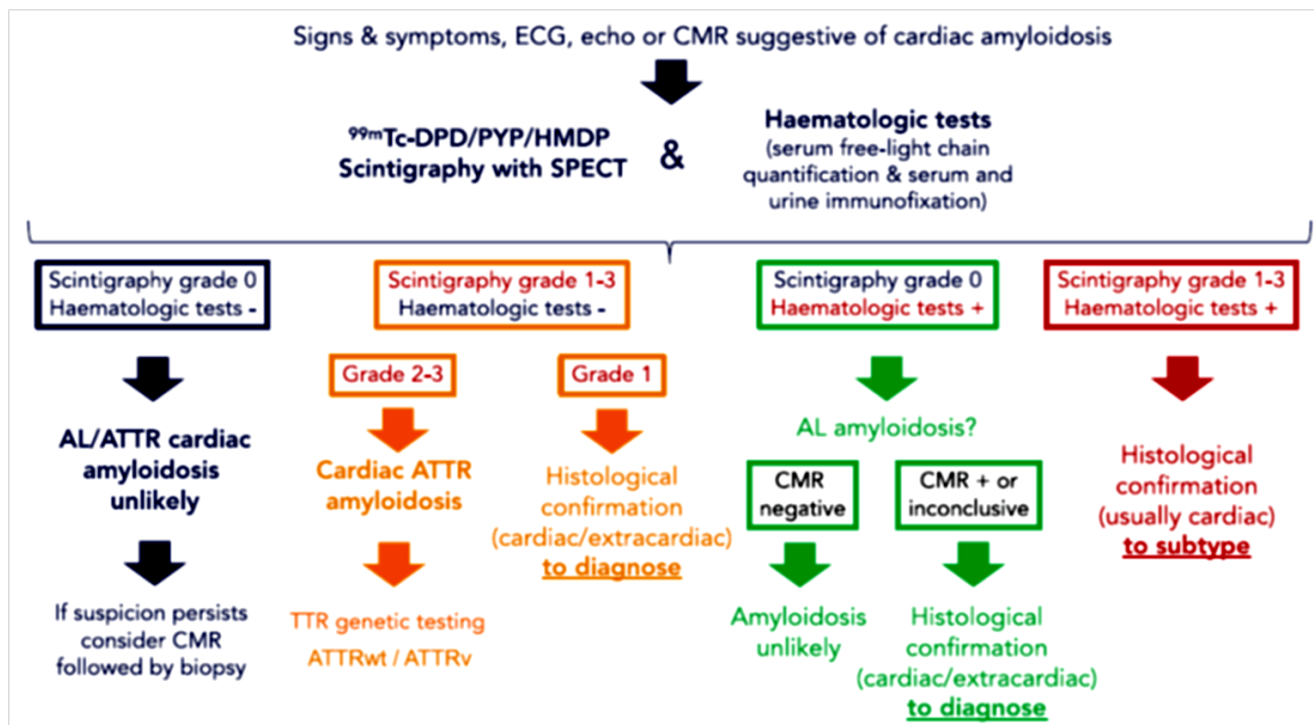 Signs & symptoms, ECG, echo or CMR suggestive of cardiac amyloidosis
⁹⁹ᵐTc-DPD/PYP/HMDP
Scintigraphy with SPECT
&
Haematologic tests
(serum free-light chain
quantification & serum and
urine immunofixation)
Scintigraphy grade 0
Haematologic tests -
AL/ATTR cardiac
amyloidosis
unlikely
If suspicion persists
consider CMR
followed by biopsy
Scintigraphy grade 1-3
Haematologic tests -
Grade 2-3
Cardiac ATTR
amyloidosis
TTR genetic testing
ATTRwt / ATTRv
Grade 1
Histological
confirmation
(cardiac/extracardiac)
to diagnose
Scintigraphy grade 0
Haematologic tests +
AL amyloidosis?
CMR
negative
Amyloidosis
unlikely
CMR + or
inconclusive
Histological
confirmation
(cardiac/extracardiac)
to diagnose
Scintigraphy grade 1-3
Haematologic tests +
Histological
confirmation
(usually cardiac)
to subtype